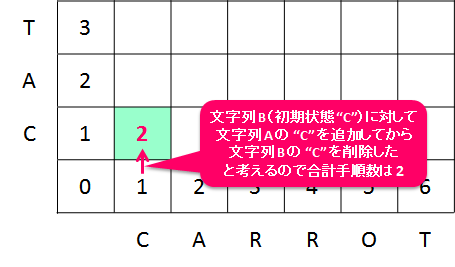 T 3
A 2
C 1 2
文字列B（初期状態“C”）に対して
文字列Aの“C”を追加してから
文字列Bの“C”を削除した
と考えるので合計手順数は2
0 1 2 3 4 5 6
C A R R O T